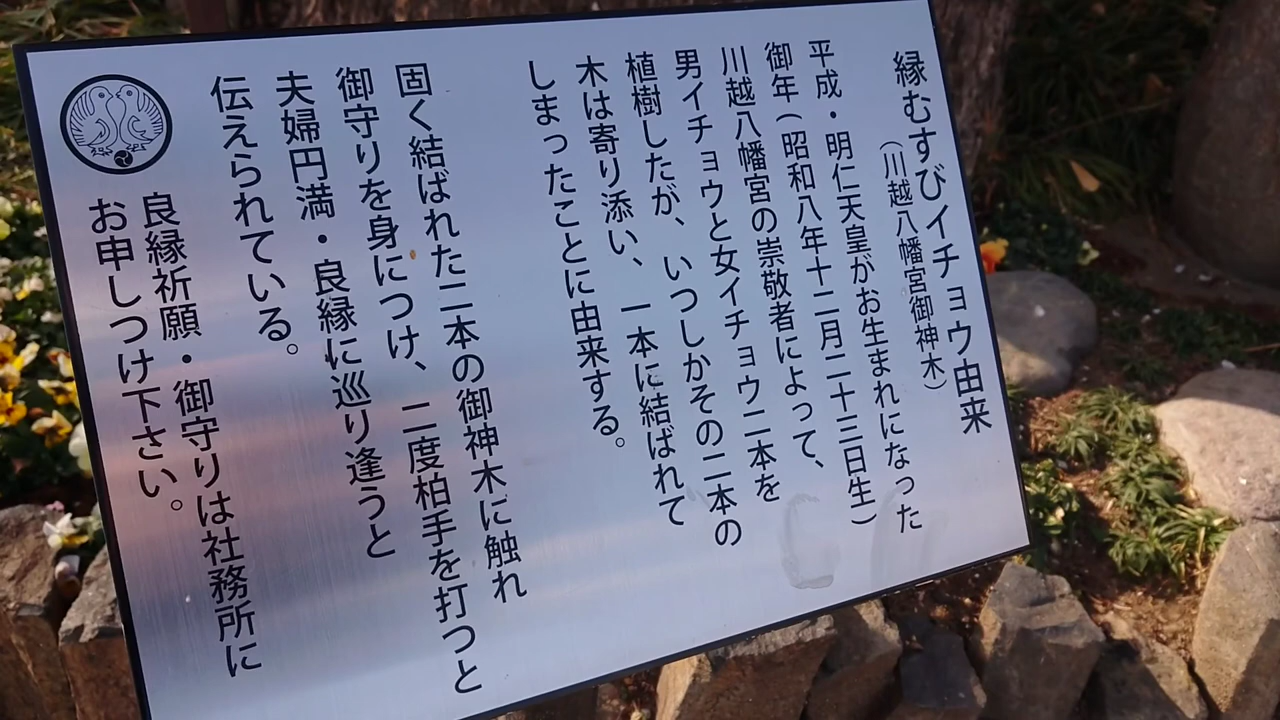 縁むすびイチョウ由来
（川越八幡宮御神木）
平成・明仁天皇がお生まれになった
御年（昭和八年十二月二十三日生）
川越八幡宮の崇敬者によって、
男イチョウと女イチョウ二本を
植樹したが、いつしかその二本の
木は寄り添い、一本に結ばれて
しまったことに由来する。
固く結ばれた二本の御神木に触れ
御守りを身につけ、二度柏手を打つと
夫婦円満・良縁に巡り逢うと
伝えられている。
良縁祈願・御守りは社務所に
お申しつけ下さい。